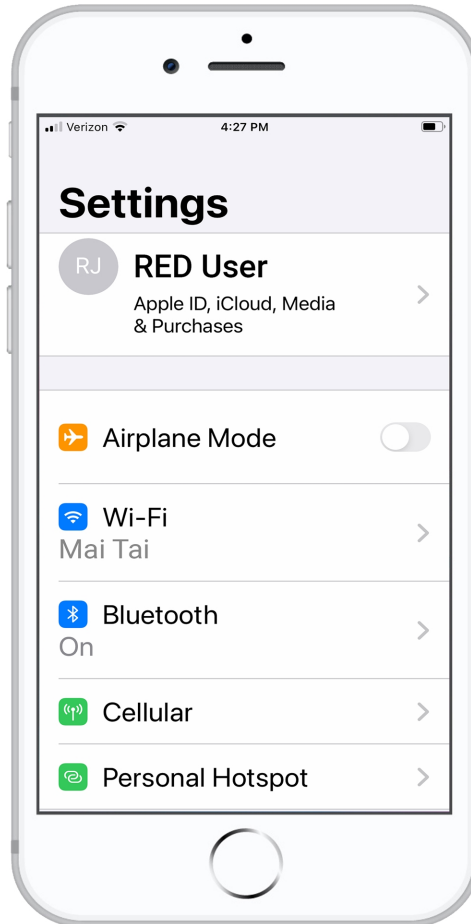 Verizon 4:27 PM
Settings
RJ
RED User
Apple ID, iCloud, Media
& Purchases
Airplane Mode
Wi-Fi
Mai Tai
Bluetooth
On
Cellular
Personal Hotspot